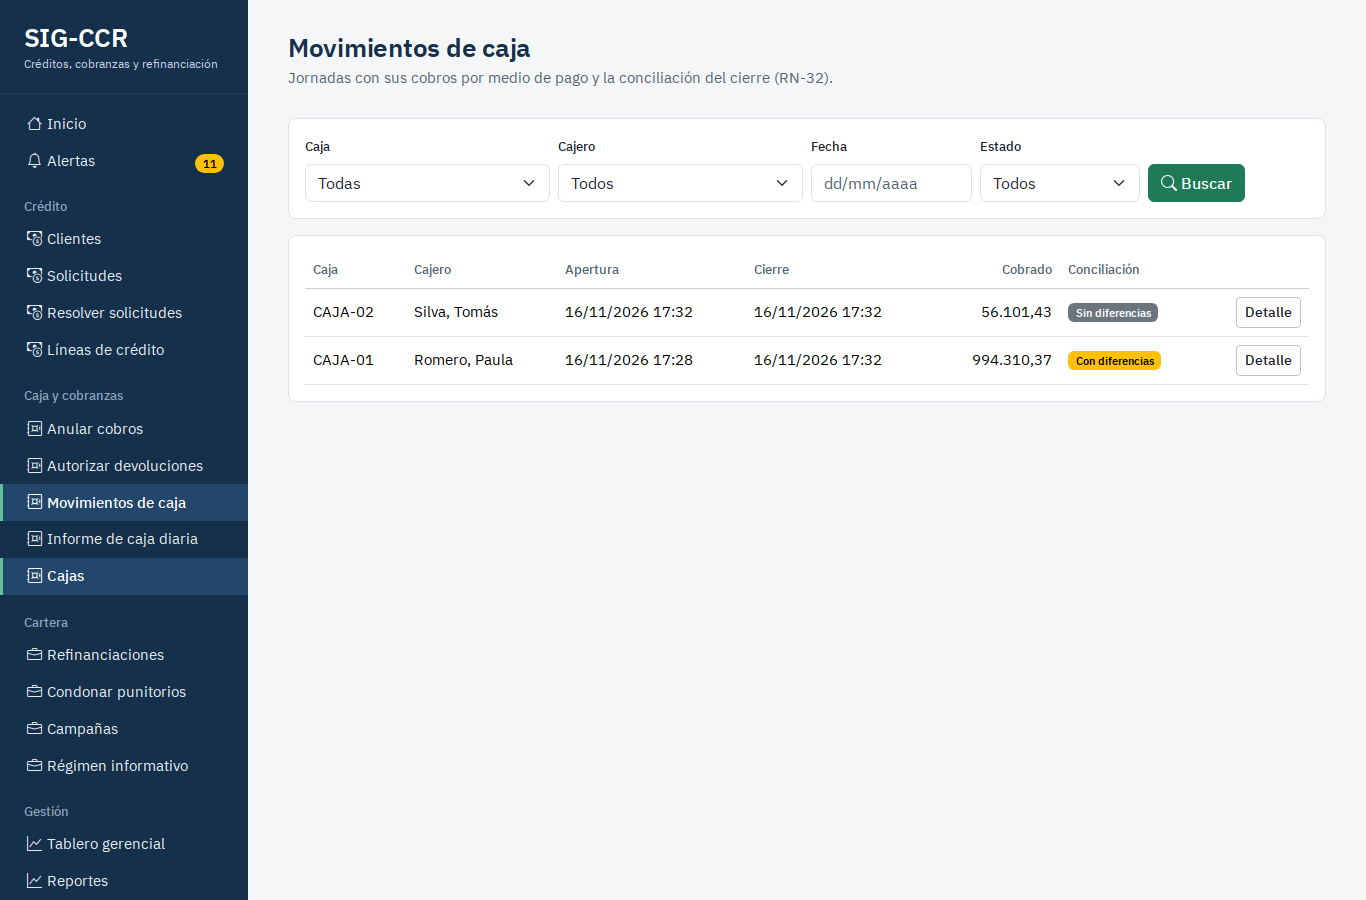 SIG-CCR
Créditos, cobranzas y refinanciación
Inicio
Alertas 11
Crédito
Clientes
Solicitudes
Resolver solicitudes
Líneas de crédito
Caja y cobranzas
Anular cobros
Autorizar devoluciones
Movimientos de caja
Informe de caja diaria
Cajas
Cartera
Refinanciaciones
Condonar punitorios
Campañas
Régimen informativo
Gestión
Tablero gerencial
Reportes
Movimientos de caja
Jornadas con sus cobros por medio de pago y la conciliación del cierre (RN-32).
Caja Cajero Fecha Estado
Todas Todos dd/mm/aaaa Todos Buscar
Caja Cajero Apertura Cierre Cobrado Conciliación
CAJA-02 Silva, Tomás 16/11/2026 17:32 16/11/2026 17:32 56.101,43 Sin diferencias Detalle
CAJA-01 Romero, Paula 16/11/2026 17:28 16/11/2026 17:32 994.310,37 Con diferencias Detalle